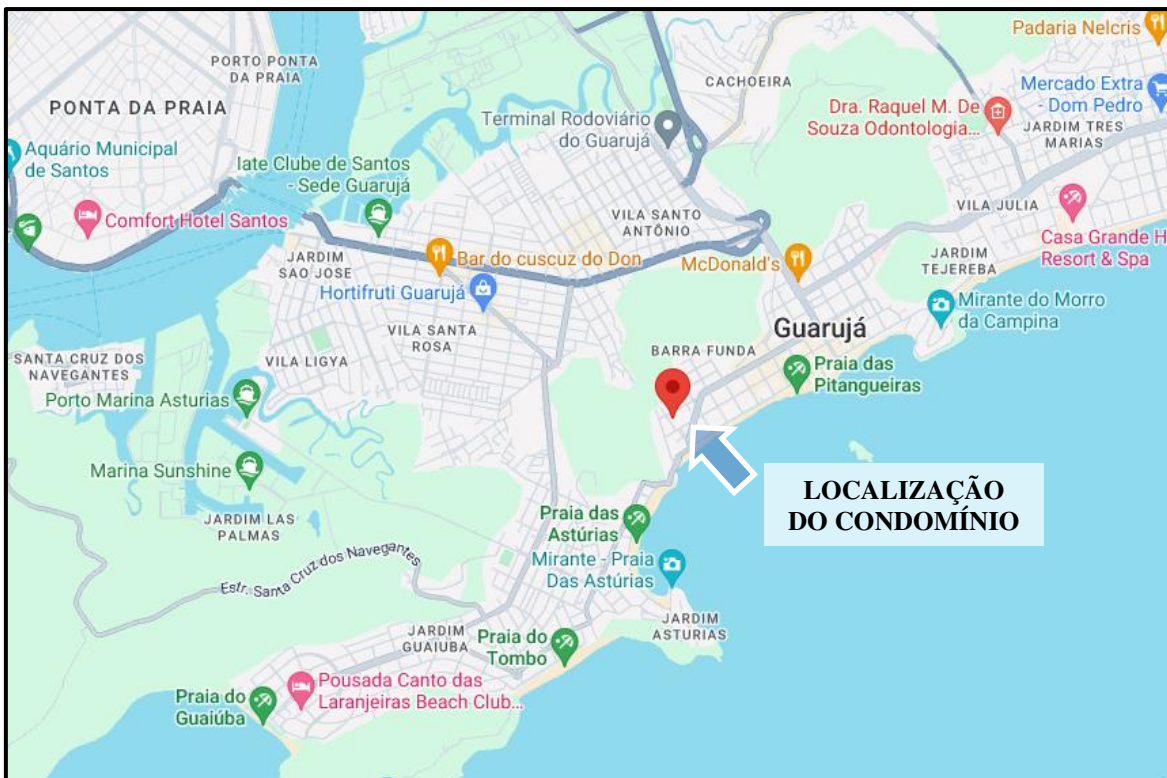 Padaria Nelcris
PORTO PONTA
DA PRAIA
CACHOEIRA
Mercado Extra
- Dom Pedro
PONTA DA PRAIA
Terminal Rodoviário
do Guarujá
Dra. Raquel M. De
Souza Odontologia...
JARDIM TRES
MARIAS
Aquário Municipal
de Santos
Iate Clube de Santos
- Sede Guarujá
Comfort Hotel Santos
VILA SANTO
ANTÔNIO
VILA JULIA
Casa Grande H
Resort & Spa
JARDIM
SAO JOSE
Bar do cuscuz do Don
McDonald's
JARDIM
TEJEREBA
Hortifruti Guarujá
Mirante do Morro
da Campina
VILA SANTA
ROSA
Guarujá
SANTA CRUZ DOS
NAVEGANTES
VILA LIGYA
BARRA FUNDA
Praia das
Pitangueiras
Porto Marina Asturias
Marina Sunshine
LOCALIZAÇÃO
DO CONDOMÍNIO
JARDIM LAS
PALMAS
Praia das
Astúrias
Estr. Santa Cruz dos Navegantes
Mirante - Praia
Das Astúrias
JARDIM
GUAIUBA
Praia do
Tombo
JARDIM
ASTURIAS
Pousada Canto das
Laranjeiras Beach Club...
Praia do
Guaiúba